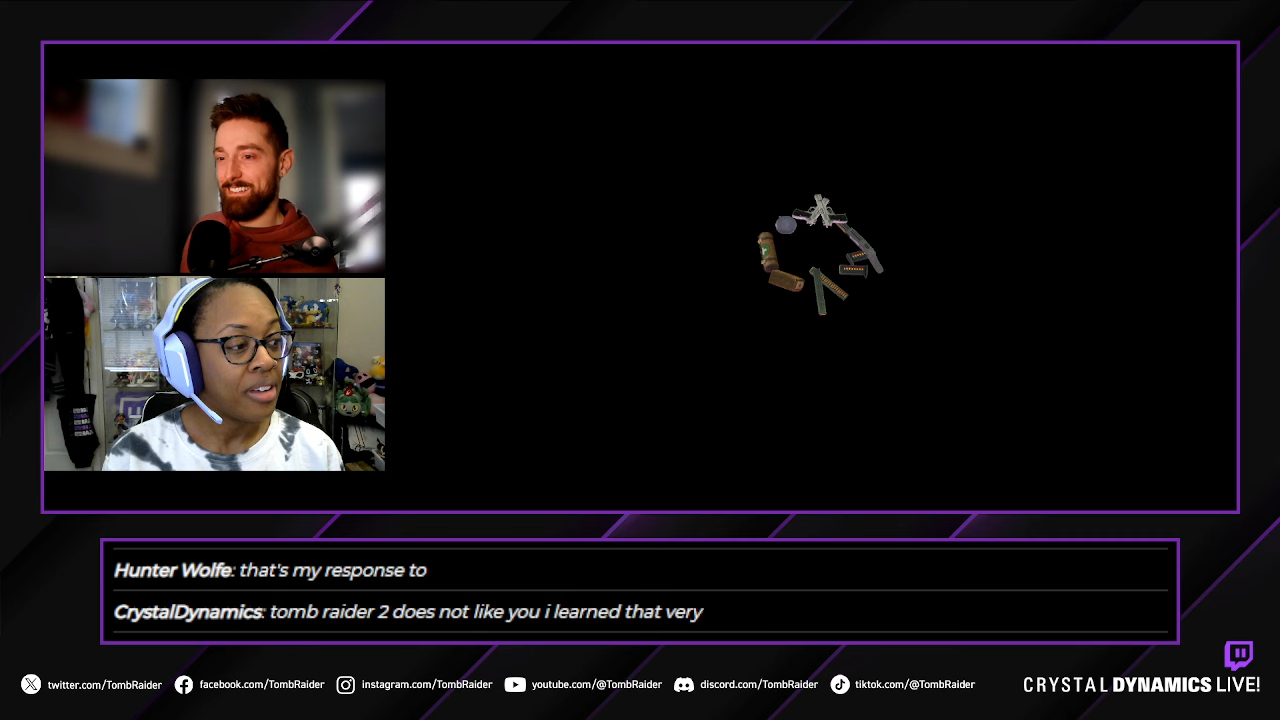 Hunter Wolfe: that's my response to
CrystalDynamics: tomb raider 2 does not like you i learned that very
twitter.com/TombRaider facebook.com/TombRaider instagram.com/TombRaider youtube.com/@TombRaider discord.com/TombRaider tiktok.com/@TombRaider
CRYSTAL DYNAMICS LIVE!